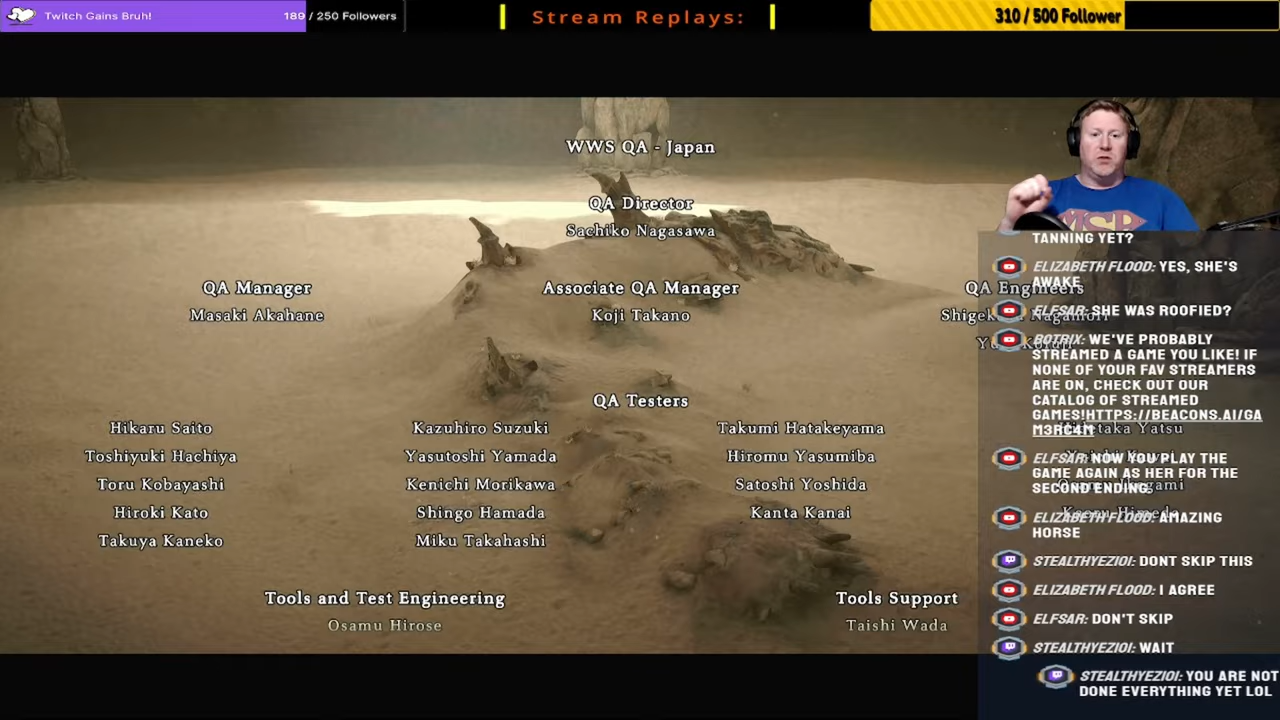 Twitch Gains Bruh!
189 / 250 Followers
Stream Replays:
310 / 500 Follower
WWS QA - Japan
QA Director
Sachiko Nagasawa
QA Manager
Masaki Akahane
Associate QA Manager
Koji Takano
QA Engineers
QA Testers
Hikaru Saito
Kazuhiro Suzuki
Takumi Hatakeyama
Toshiyuki Hachiya
Yasutoshi Yamada
Hiromu Yasumiba
Toru Kobayashi
Kenichi Morikawa
Satoshi Yoshida
Hiroki Kato
Shingo Hamada
Kanta Kanai
Takuya Kaneko
Miku Takahashi
Tools and Test Engineering
Osamu Hirose
Tools Support
Taishi Wada
TANNING YET?
ELIZABETH FLOOD: YES, SHE'S
AWAKE
ELFSAR: SHE WAS ROOFIED?
BOTRIX: WE'VE PROBABLY
STREAMED A GAME YOU LIKE! IF
NONE OF YOUR FAV STREAMERS
ARE ON, CHECK OUT OUR
CATALOG OF STREAMED
GAMES!HTTPS://BEACONS.AI/GA
M3RC4M
ELFSAR: NOW YOU PLAY THE
GAME AGAIN AS HER FOR THE
SECOND ENDING.
ELIZABETH FLOOD: AMAZING
HORSE
STEALTHYEZIOI: DONT SKIP THIS
ELIZABETH FLOOD: I AGREE
ELFSAR: DON'T SKIP
STEALTHYEZIOI: WAIT
STEALTHYEZIOI: YOU ARE NOT
DONE EVERYTHING YET LOL